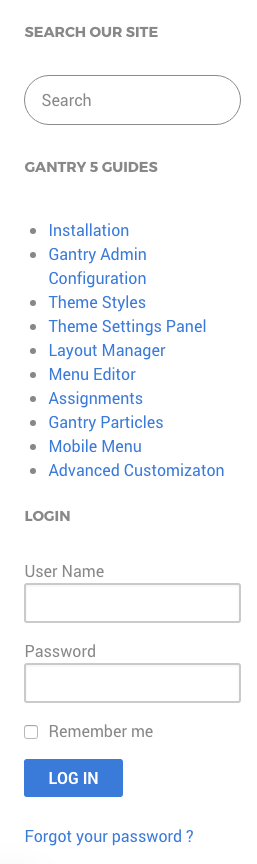 SEARCH OUR SITE
Search
GANTRY 5 GUIDES
Installation
Gantry Admin
Configuration
Theme Styles
Theme Settings Panel
Layout Manager
Menu Editor
Assignments
Gantry Particles
Mobile Menu
Advanced Customizaton
LOGIN
User Name
Password
Remember me
LOG IN
Forgot your password ?